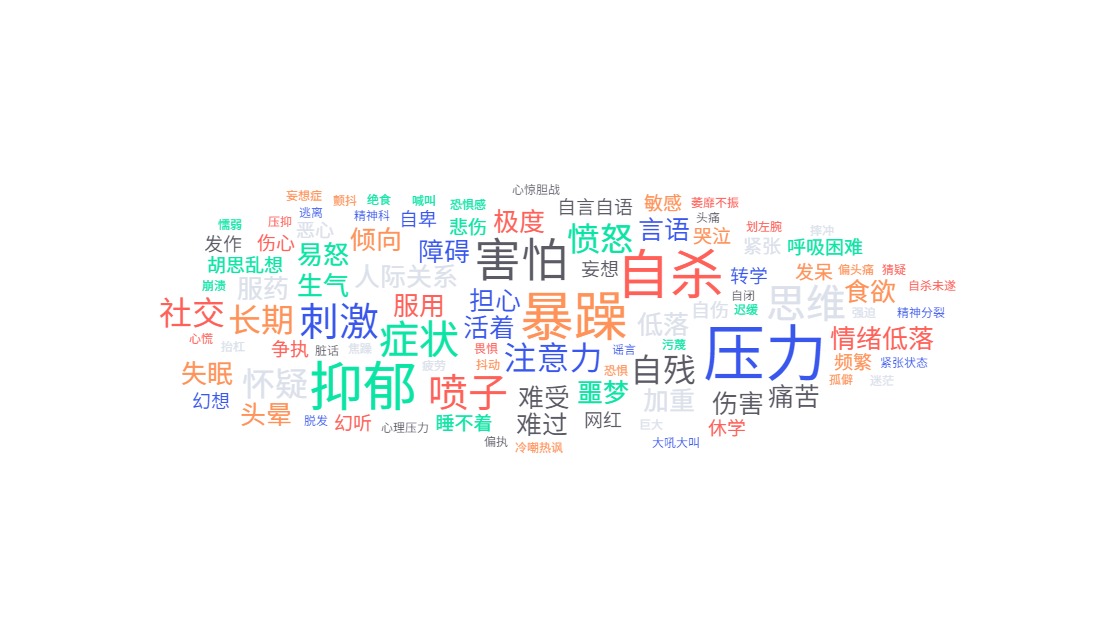 心惊胆战
妄想症 颤抖 绝食 喊叫 恐惧感 自言自语 敏感 萎靡不振
逃离 精神科 自卑 极度 头痛
懦弱 压抑 恶心 悲伤 言语 哭泣 划左腕 摔冲
发作 伤心 倾向 愤怒 紧张 呼吸困难
易怒 障碍 害怕
胡思乱想 人际关系 妄想 自杀 转学 发呆 偏头痛 猜疑
崩溃 服药 生气 食欲 自杀未遂
担心 自闭 思维
社交 长期 刺激 服用 暴躁 自伤 迟缓 强迫 精神分裂
活着 低落
心慌 抬杠 争执 脏话 焦躁 症状 畏惧 谣言 污蔑 压力 情绪低落
注意力
失眠 疲劳 抖动 恐惧 自残 频繁 紧张状态
怀疑 抑郁 孤僻 迷茫
幻想 喷子 难受 噩梦 加重 伤害 痛苦
头晕 脱发 幻听 心理压力 睡不着 难过 网红 巨大 休学
偏执 冷嘲热讽 大吼大叫